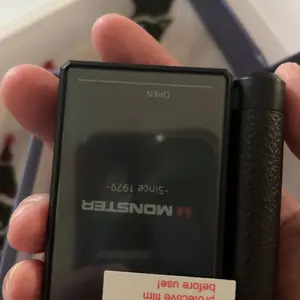 protective film
before use!
MONSTER
-Since 1979-
OPEN